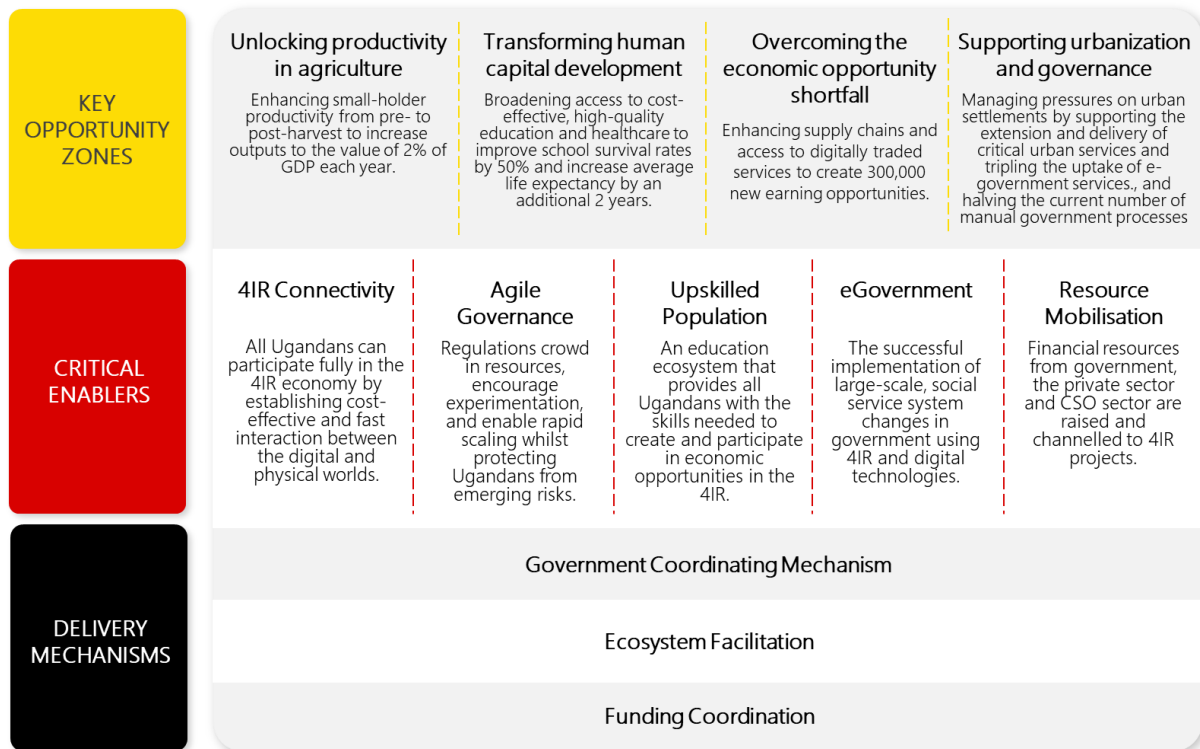 KEY
OPPORTUNITY
ZONES
Unlocking productivity
in agriculture
Enhancing small-holder
productivity from pre- to
post-harvest to increase
outputs to the value of 2% of
GDP each year.
Transforming human
capital development
Broadening access to cost-
effective, high-quality
education and healthcare to
improve school survival rates
by 50% and increase average
life expectancy by an
additional 2 years.
Overcoming the
economic opportunity
shortfall
Enhancing supply chains and
access to digitally traded
services to create 300,000
new earning opportunities.
Supporting urbanization
and governance
Managing pressures on urban
settlements by supporting the
extension and delivery of
critical urban services and
tripling the uptake of e-
government services., and
halving the current number of
manual government processes
CRITICAL
ENABLERS
4IR Connectivity
All Ugandans can
participate fully in the
4IR economy by
establishing cost-
effective and fast
interaction between
the digital and
physical worlds.
Agile
Governance
Regulations crowd
in resources,
encourage
experimentation,
and enable rapid
scaling whilst
protecting
Ugandans from
emerging risks.
Upskilled
Population
An education
ecosystem that
provides all
Ugandans with the
skills needed to
create and participate
in economic
opportunities in the
4IR.
eGovernment
The successful
implementation of
large-scale, social
service system
changes in
government using
4IR and digital
technologies.
Resource
Mobilisation
Financial resources
from government,
the private sector
and CSO sector are
raised and
channelled to 4IR
projects.
DELIVERY
MECHANISMS
Government Coordinating Mechanism
Ecosystem Facilitation
Funding Coordination